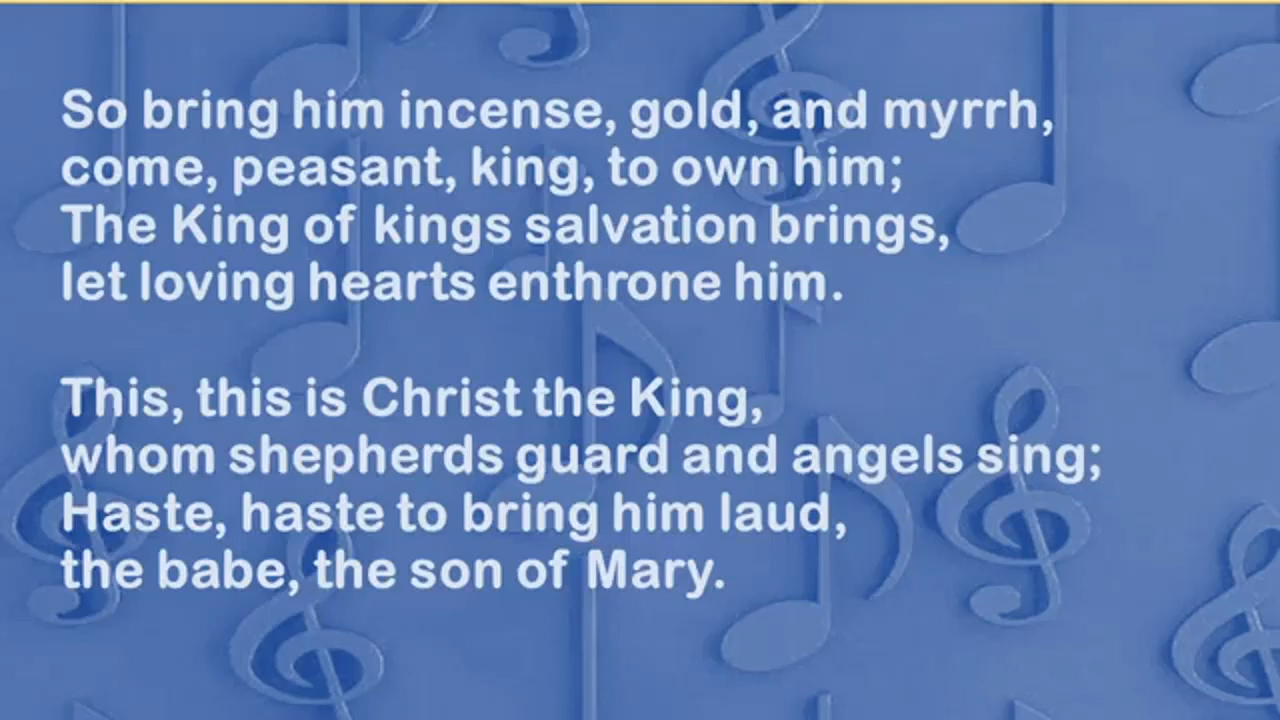 So bring him incense, gold, and myrrh,
come, peasant, king, to own him;
The King of kings salvation brings,
let loving hearts enthrone him.
This, this is Christ the King,
whom shepherds guard and angels sing;
Haste, haste to bring him laud,
the babe, the son of Mary.